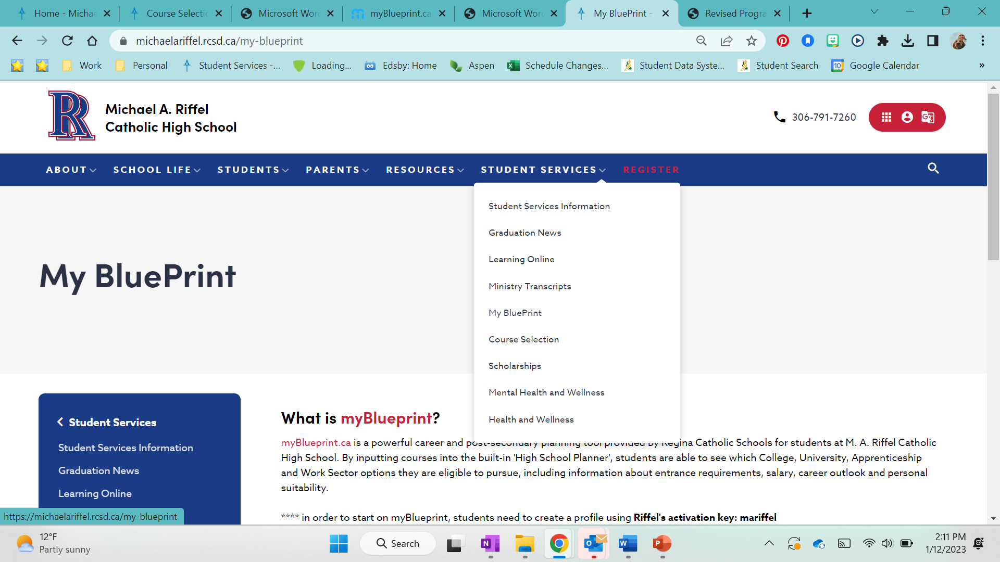 Home - Michae
Course Selectio
Microsoft Word
myBlueprint.ca
Microsoft Word
My BluePrint -
Revised Progra
michaelariffel.rcsd.ca/my-blueprint
Work
Personal
Student Services -...
Loading...
Edsby: Home
Aspen
Schedule Changes...
Student Data Syste...
Student Search
10
Google Calendar
»
Michael A. Riffel
Catholic High School
306-791-7260
ABOUT
SCHOOL LIFE
STUDENTS
PARENTS
RESOURCES
STUDENT SERVICES
REGISTER
Student Services Information
Graduation News
Learning Online
Ministry Transcripts
My BluePrint
Course Selection
Scholarships
Mental Health and Wellness
Health and Wellness
My BluePrint
Student Services
Student Services Information
Graduation News
Learning Online
What is myBlueprint?
myBlueprint.ca is a powerful career and post-secondary planning tool provided by Regina Catholic Schools for students at M. A. Riffel Catholic
High School. By inputting courses into the built-in 'High School Planner', students are able to see which College, University, Apprenticeship
and Work Sector options they are eligible to pursue, including information about entrance requirements, salary, career outlook and personal
suitability.
**** in order to start on myBlueprint, students need to create a profile using Riffel's activation key: mariffel
https://michaelariffel.rcsd.ca/my-blueprint
12°F
Partly sunny
Search
2:11 PM
1/12/2023